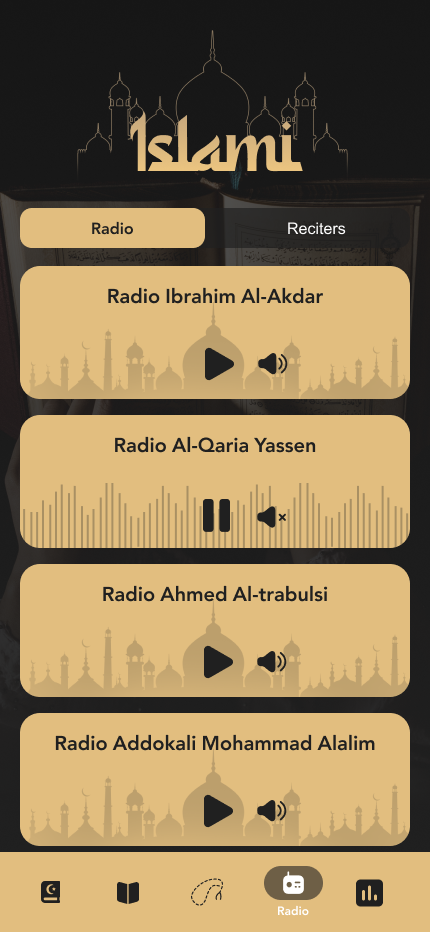 Islami
Radio
Reciters
Radio Ibrahim Al-Akdar
Radio Al-Qaria Yassen
Radio Ahmed Al-trabulsi
Radio Addokali Mohammad Alalim
Radio